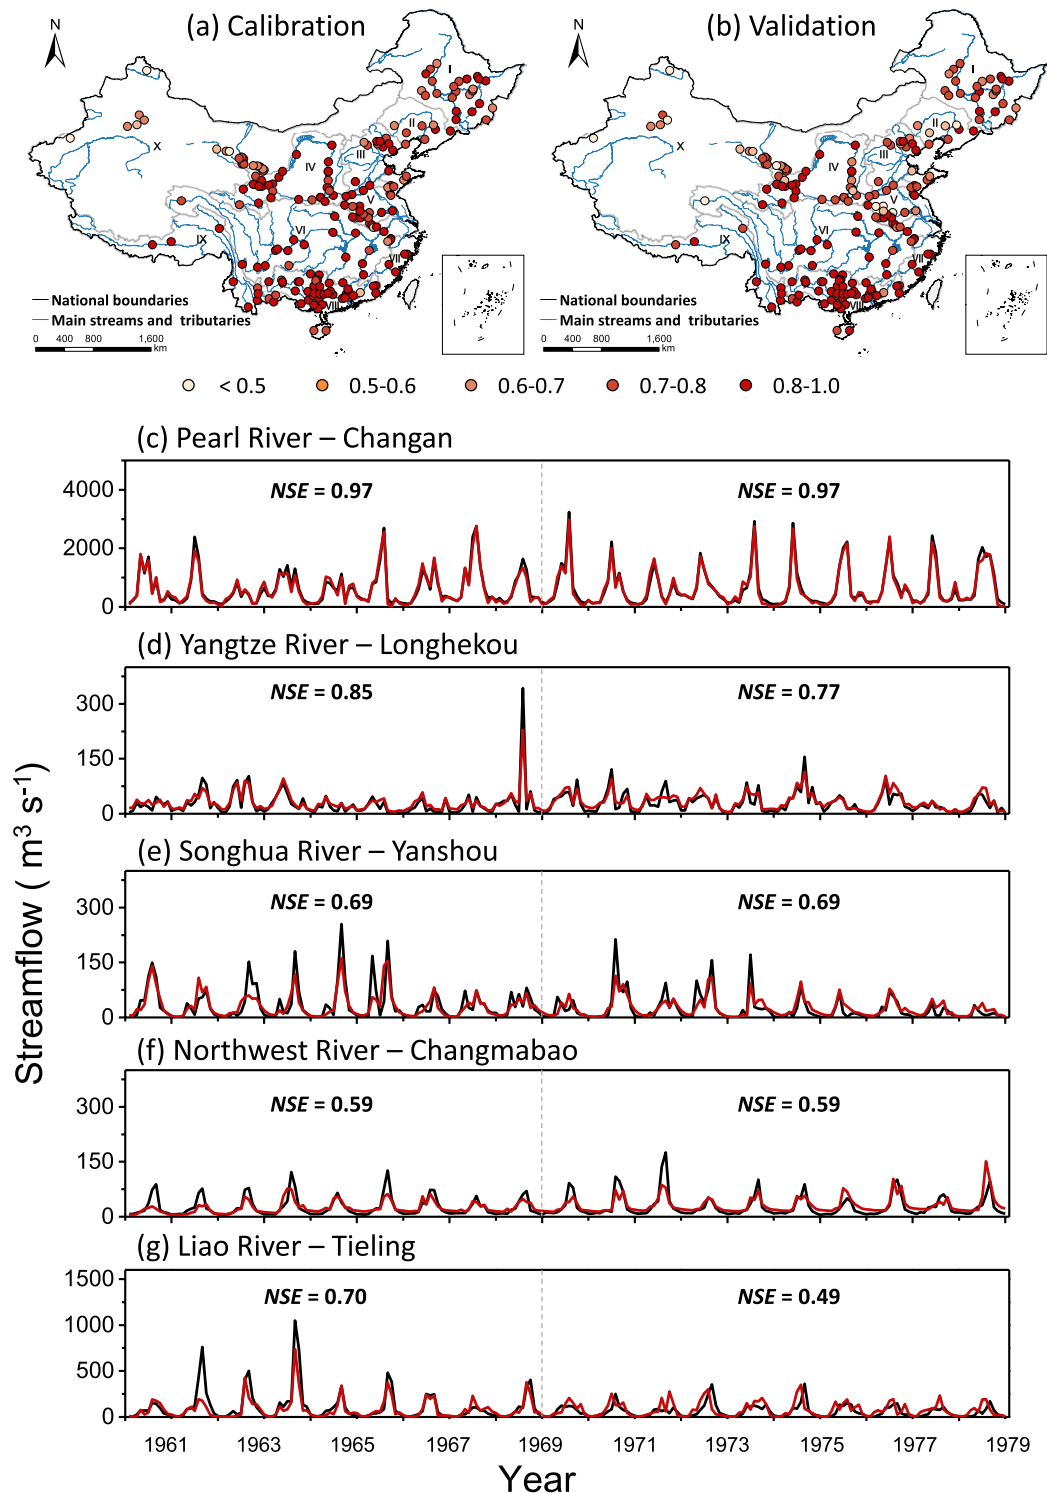 (a) Calibration
(b) Validation
N
I
II
III
IV
V
VI
VII
VIII
IX
X
National boundaries
Main streams and tributaries
0 400 800 1,600
km
N
I
II
III
IV
V
VI
VII
VIII
IX
X
National boundaries
Main streams and tributaries
0 400 800 1,600
km
< 0.5 0.5-0.6 0.6-0.7 0.7-0.8 0.8-1.0
(c) Pearl River – Changan
4000
2000
0
NSE = 0.97
NSE = 0.97
(d) Yangtze River – Longhekou
300
150
0
NSE = 0.85
NSE = 0.77
(e) Songhua River – Yanshou
300
150
0
NSE = 0.69
NSE = 0.69
(f) Northwest River – Changmabao
300
150
0
NSE = 0.59
NSE = 0.59
(g) Liao River – Tieling
1500
1000
500
0
NSE = 0.70
NSE = 0.49
1961 1963 1965 1967 1969 1971 1973 1975 1977 1979
Year
Streamflow ( m³ s⁻¹)